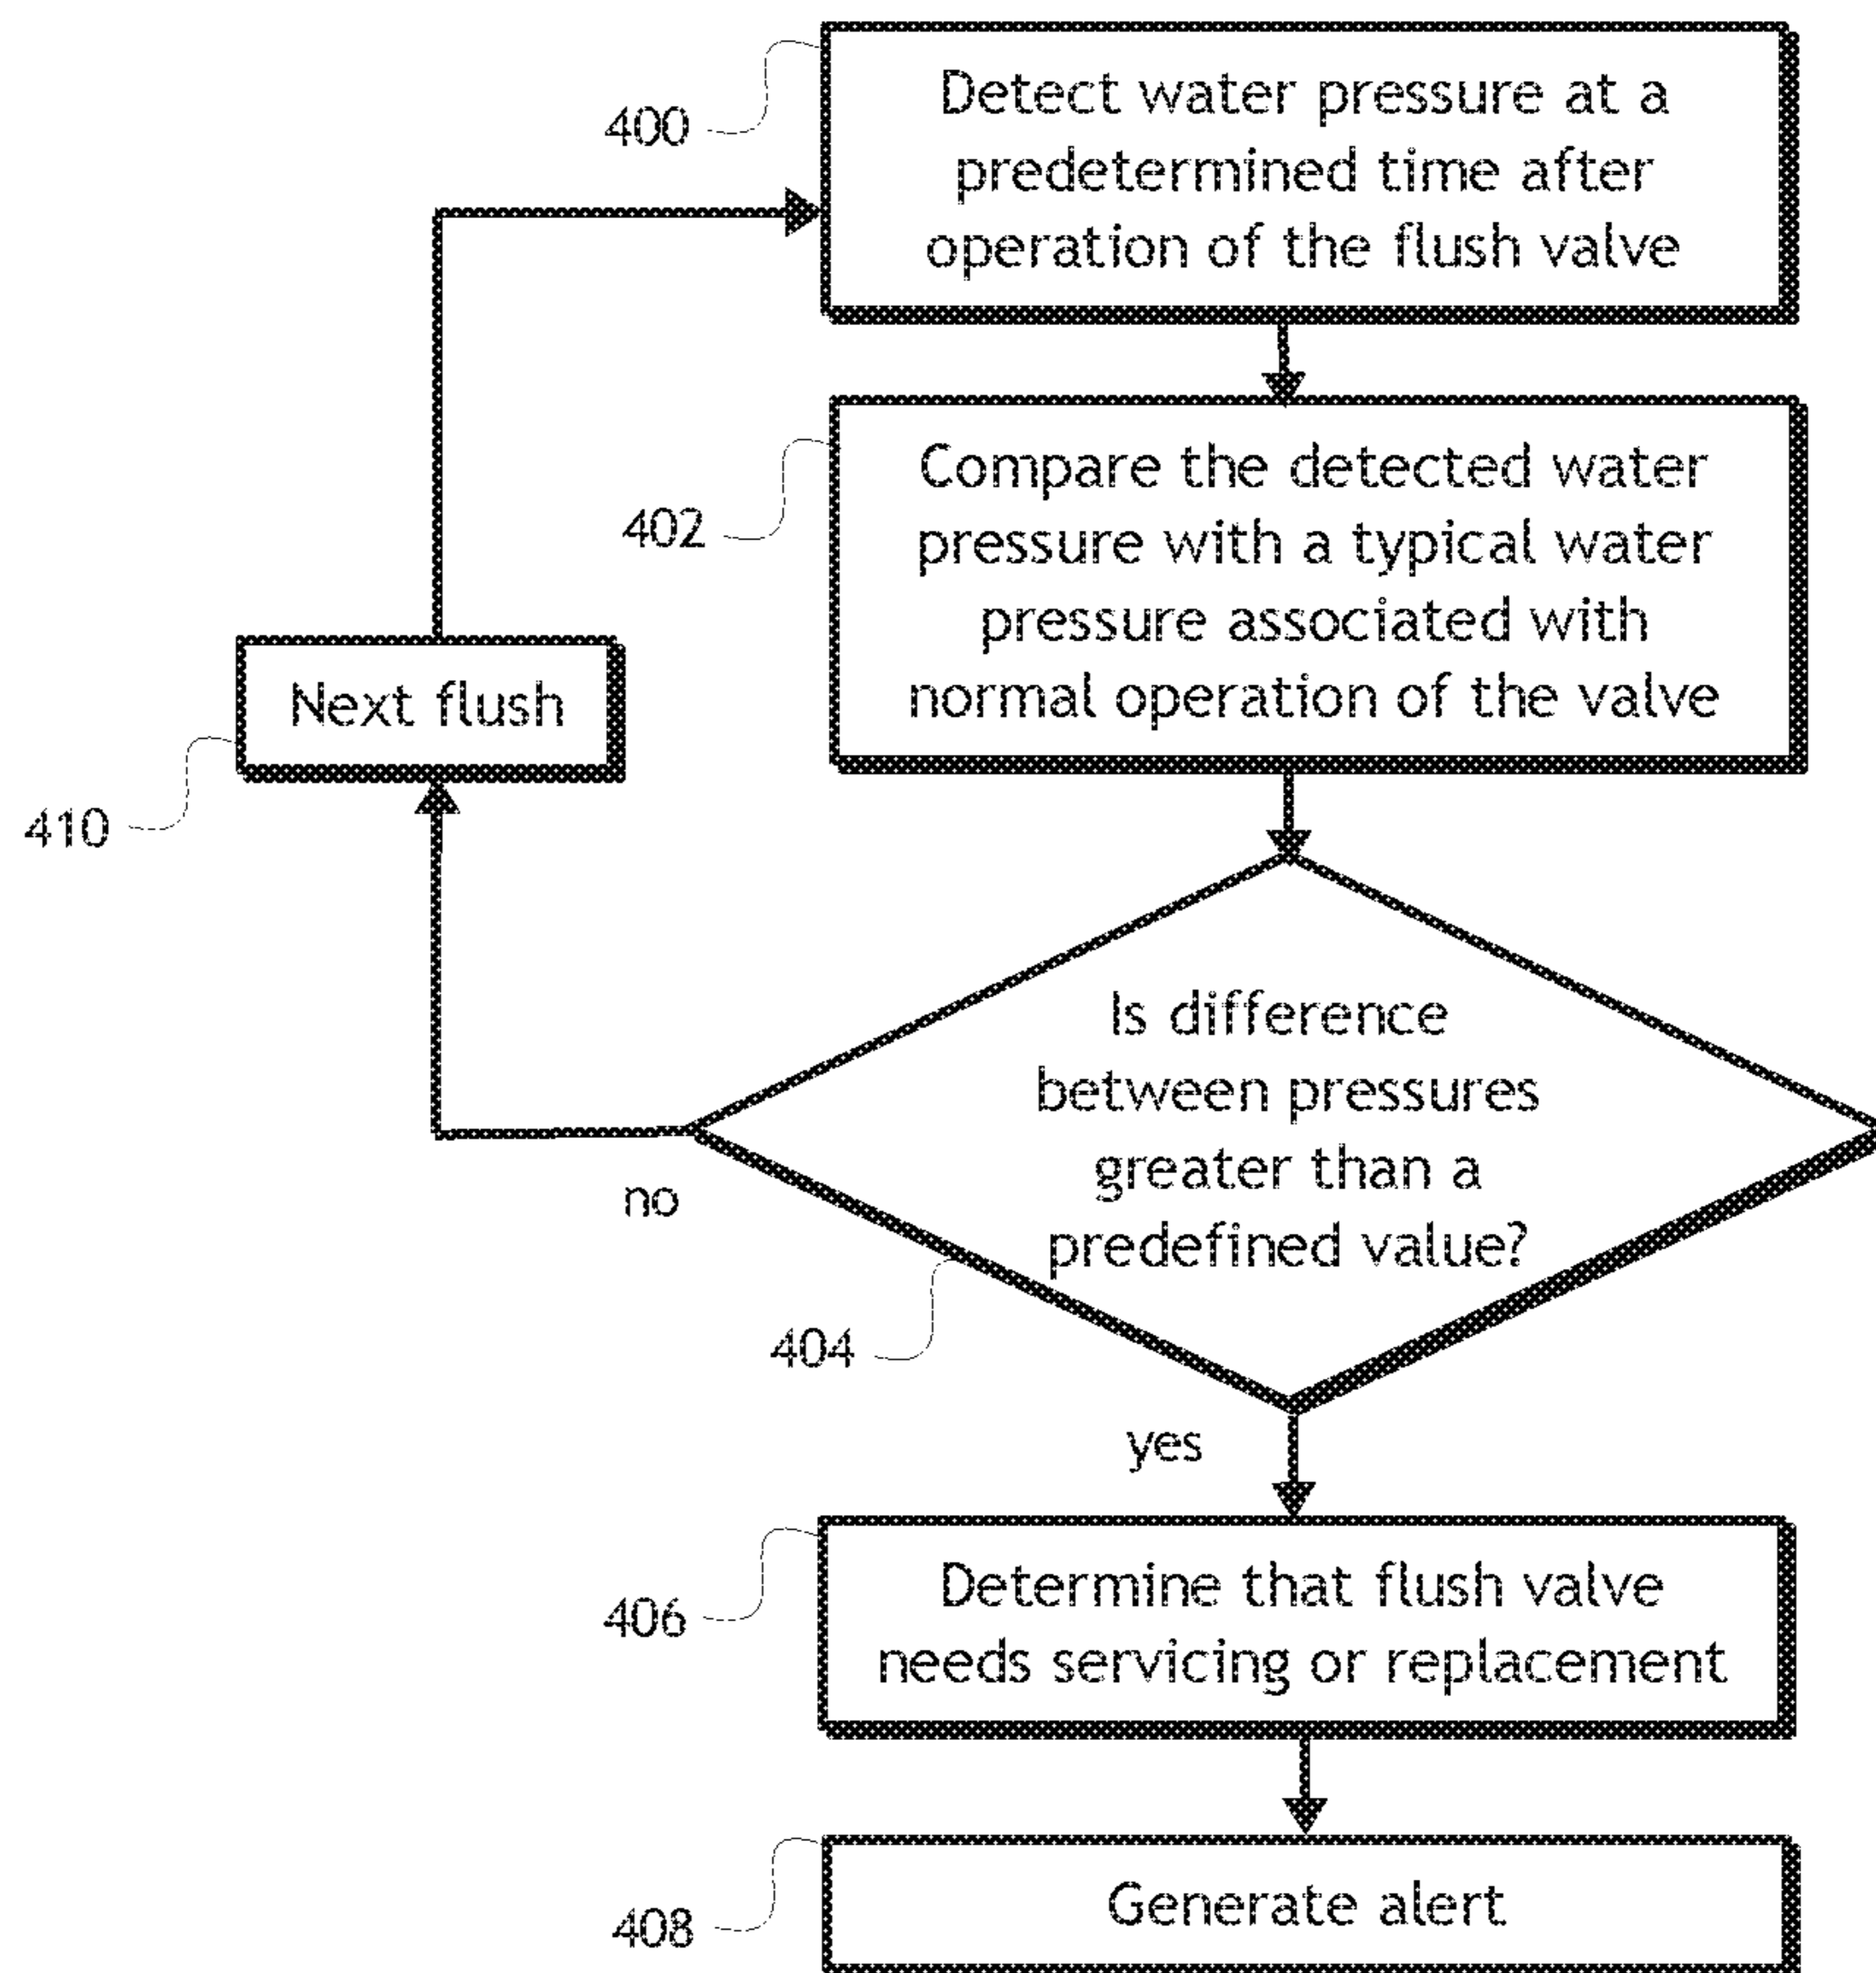 400
Detect water pressure at a
predetermined time after
operation of the flush valve
402
Compare the detected water
pressure with a typical water
pressure associated with
normal operation of the valve
Next flush
410
Is difference
between pressures
greater than a
predefined value?
no
404
yes
406
Determine that flush valve
needs servicing or replacement
408
Generate alert